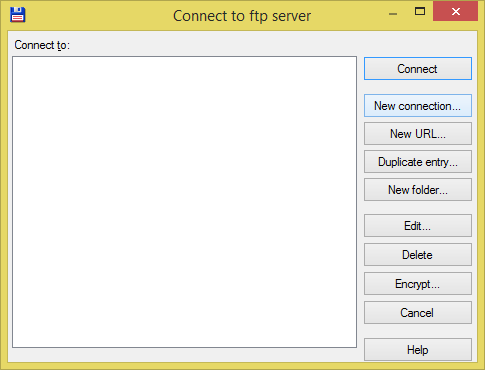 Connect to ftp server
Connect to:
Connect
New connection...
New URL...
Duplicate entry...
New folder...
Edit...
Delete
Encrypt...
Cancel
Help